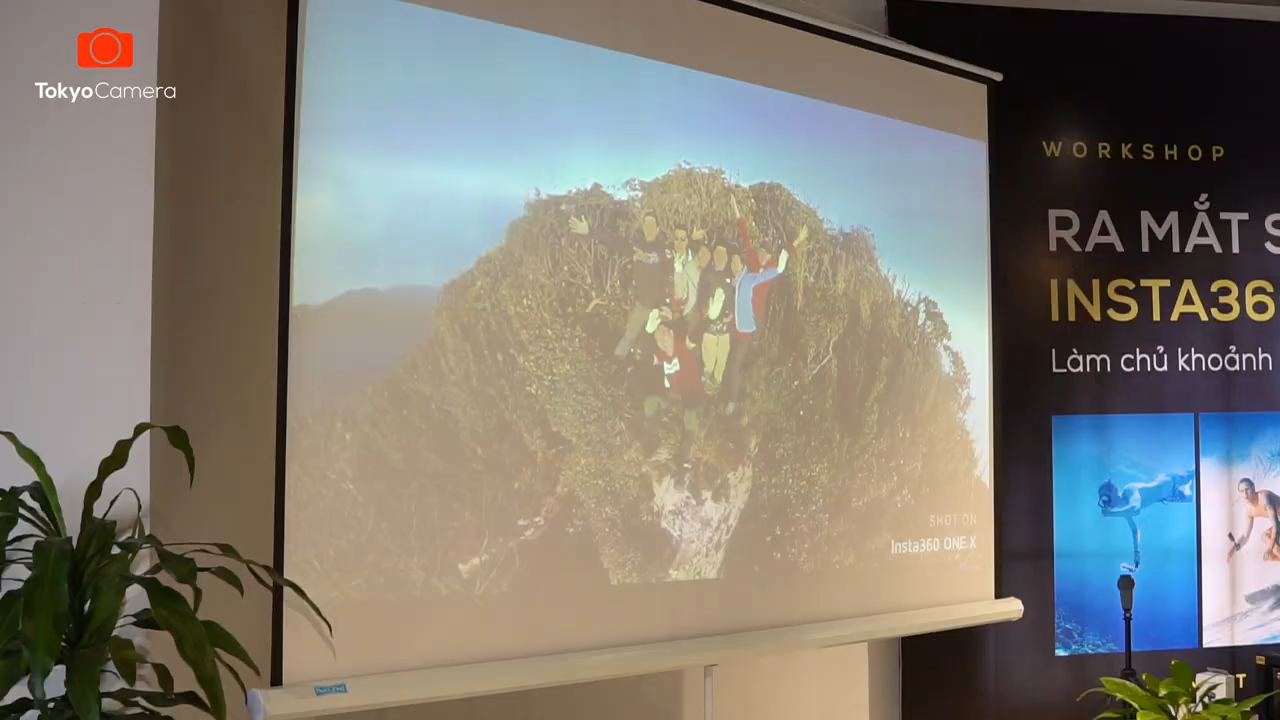 TokyoCamera
WORKSHOP
RA MẮT S
INSTA36
Làm chủ khoảnh
SHOT ON
Insta360 ONE X